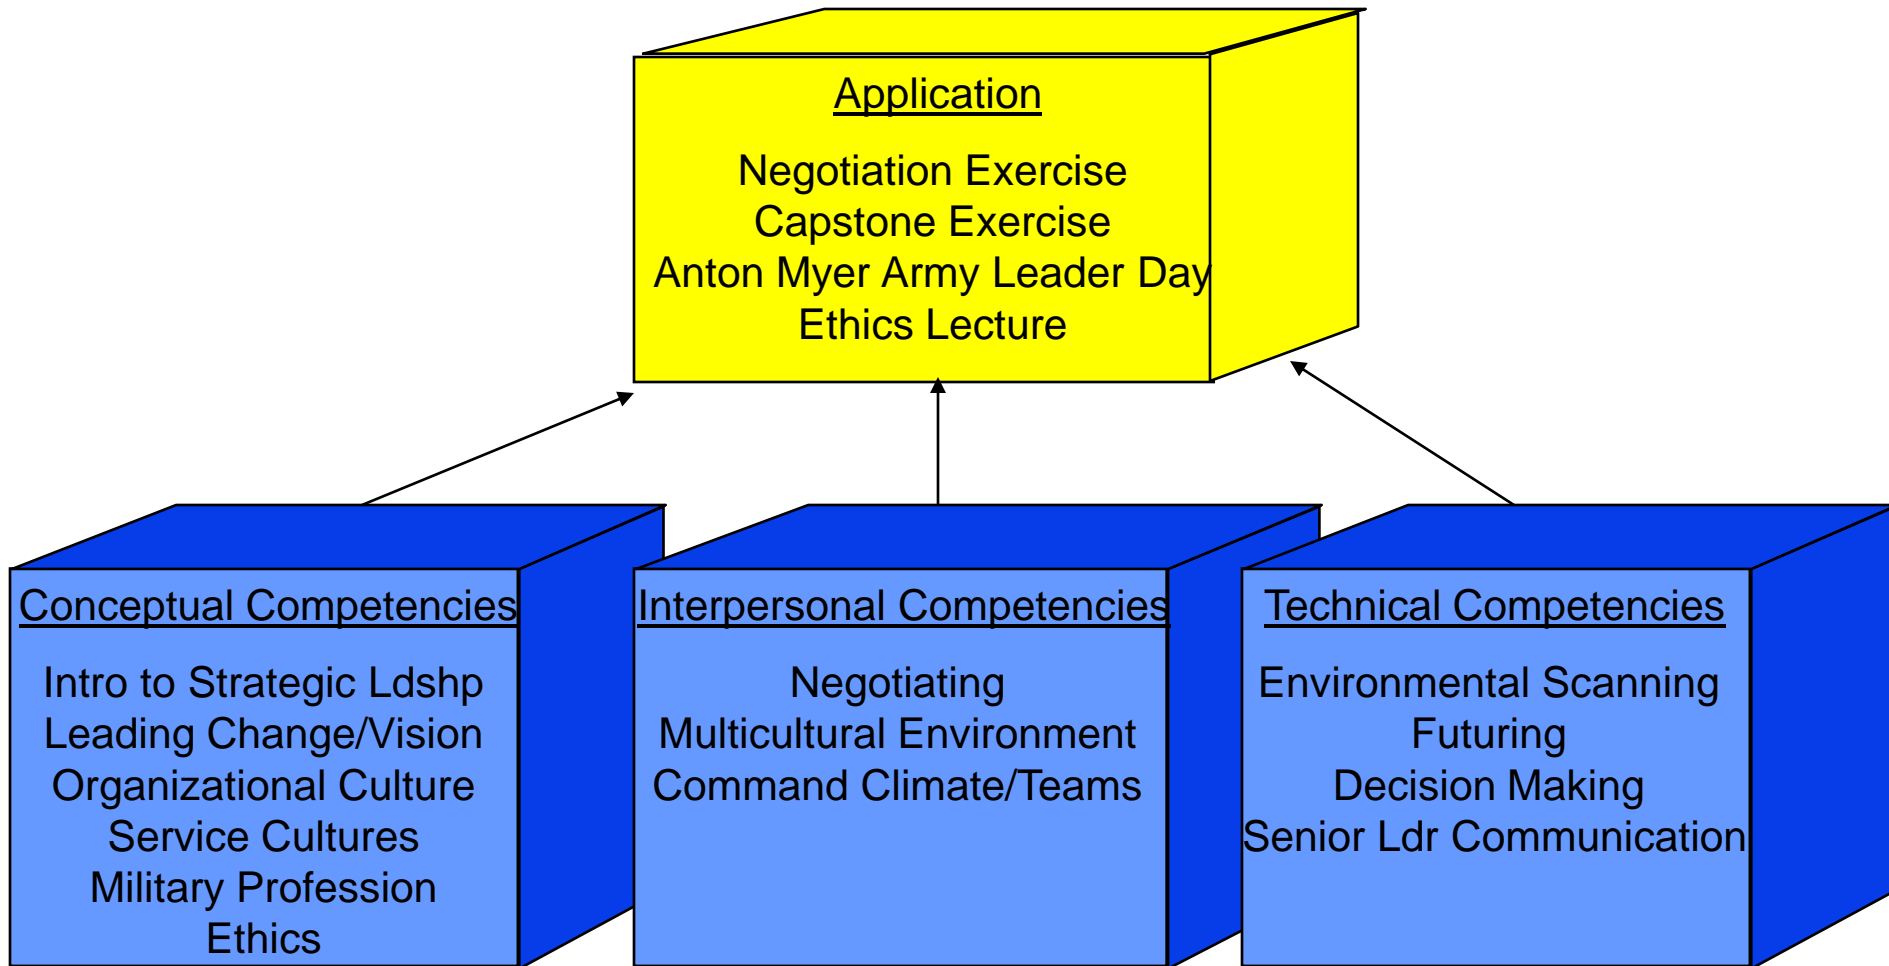 Application
Negotiation Exercise
Capstone Exercise
Anton Myer Army Leader Day
Ethics Lecture
Conceptual Competencies
Intro to Strategic Ldshp
Leading Change/Vision
Organizational Culture
Service Cultures
Military Profession
Ethics
Interpersonal Competencies
Negotiating
Multicultural Environment
Command Climate/Teams
Technical Competencies
Environmental Scanning
Futuring
Decision Making
Senior Ldr Communication